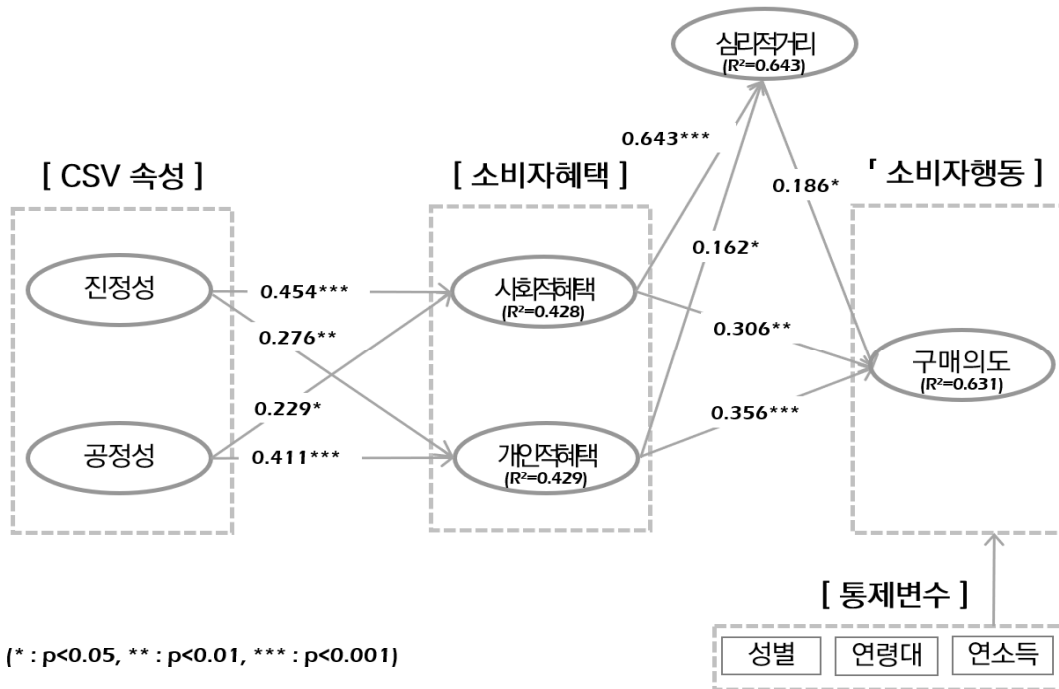 심리적거리
(R²=0.643)
0.643***
[ CSV 속성 ]
[ 소비자혜택 ]
0.186*
「 소비자행동 ]
0.162*
진정성
0.454***
사회적혜택
(R²=0.428)
0.276**
0.306**
구매의도
(R²=0.631)
0.229*
0.356***
공정성
0.411***
개인적혜택
(R²=0.429)
[ 통제변수 ]
(* : p<0.05, ** : p<0.01, *** : p<0.001)
성별
연령대
연소득